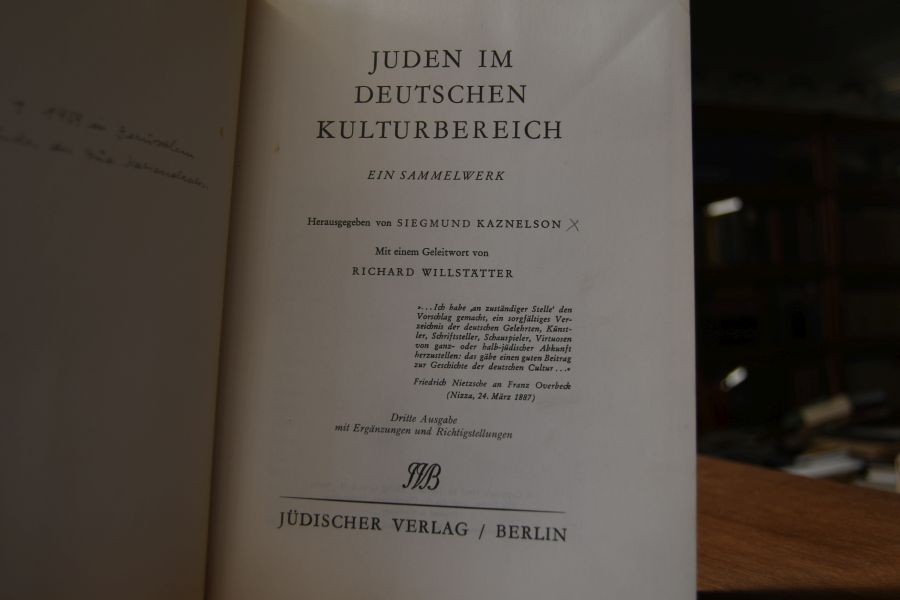 1959 in Jerusalem
JUDEN IM
DEUTSCHEN
KULTURBEREICH
EIN SAMMELWERK
Herausgegeben von SIEGMUND KAZNELSON X
Mit einem Geleitwort von
RICHARD WILLSTÄTTER
»...Ich habe ‚an zuständiger Stelle‘ den
Vorschlag gemacht, ein sorgfältiges Ver-
zeichnis der deutschen Gelehrten, Künst-
ler, Schriftsteller, Schauspieler, Virtuosen
von ganz- oder halb-jüdischer Abkunft
herzustellen: das gäbe einen guten Beitrag
zur Geschichte der deutschen Cultur...«
Friedrich Nietzsche an Franz Overbeck
(Nizza, 24. März 1887)
Dritte Ausgabe
mit Ergänzungen und Richtigstellungen
JVB
JÜDISCHER VERLAG / BERLIN